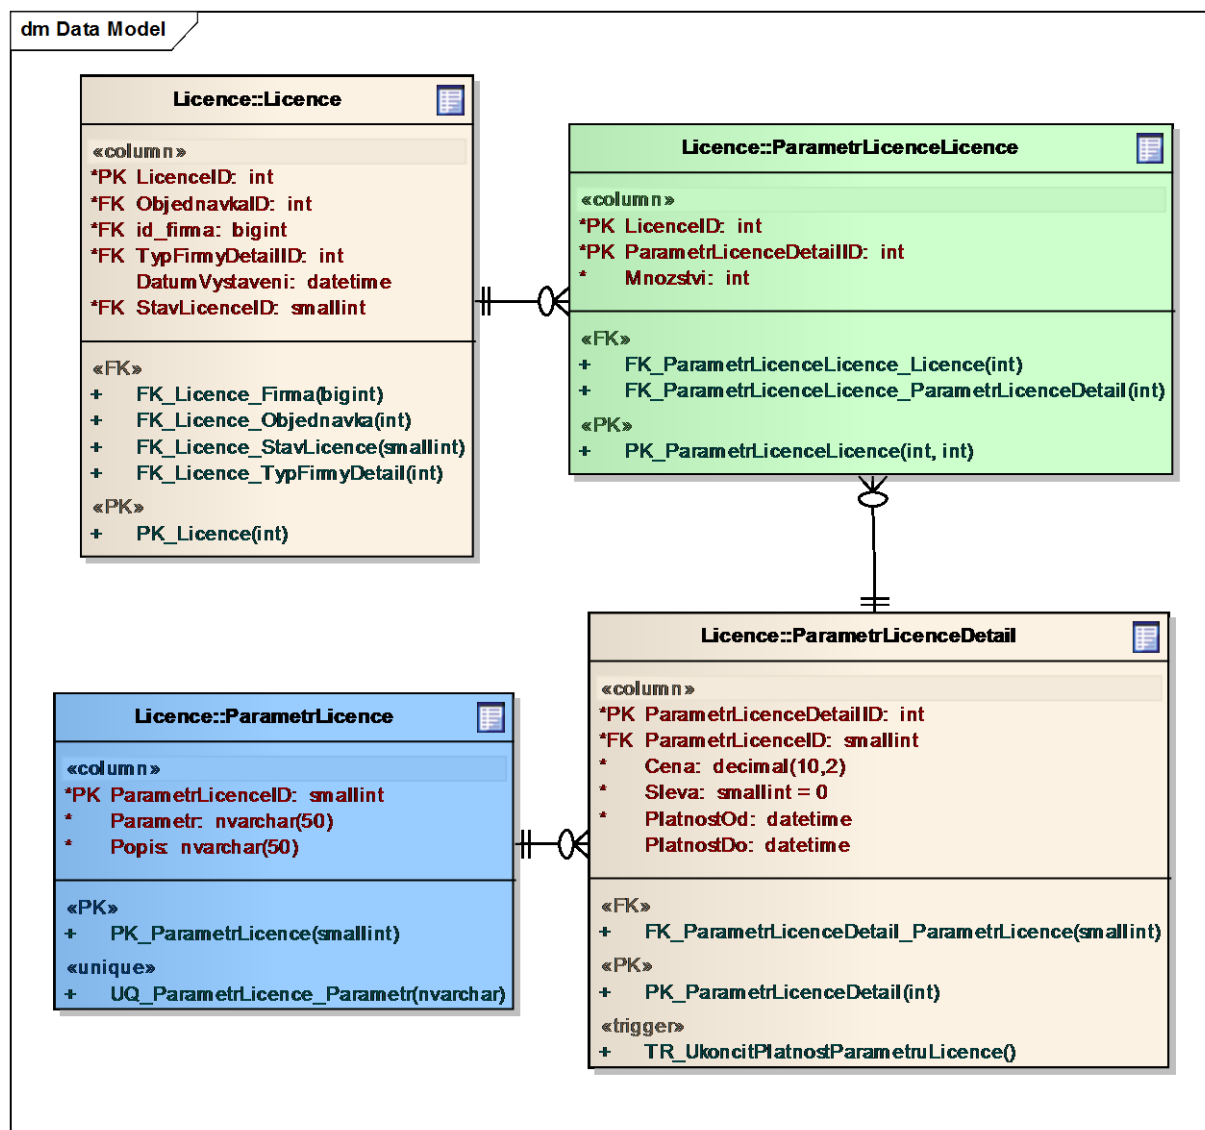 dm Data Model
Licence::Licence
«column»
*PK LicenceID: int
*FK ObjednavkaID: int
*FK id_firma: bigint
*FK TypFirmyDetailID: int
DatumVystaveni: datetime
*FK StavLicenceID: smallint
«FK»
+ FK_Licence_Firma(bigint)
+ FK_Licence_Objednavka(int)
+ FK_Licence_StavLicence(smallint)
+ FK_Licence_TypFirmyDetail(int)
«PK»
+ PK_Licence(int)
Licence::ParametrLicenceLicence
«column»
*PK LicenceID: int
*PK ParametrLicenceDetailID: int
* Mnozstvi: int
«FK»
+ FK_ParametrLicenceLicence_Licence(int)
+ FK_ParametrLicenceLicence_ParametrLicenceDetail(int)
«PK»
+ PK_ParametrLicenceLicence(int, int)
Licence::ParametrLicence
«column»
*PK ParametrLicenceID: smallint
* Parametr: nvarchar(50)
* Popis: nvarchar(50)
«PK»
+ PK_ParametrLicence(smallint)
«unique»
+ UQ_ParametrLicence_Parametr(nvarchar)
Licence::ParametrLicenceDetail
«column»
*PK ParametrLicenceDetailID: int
*FK ParametrLicenceID: smallint
* Cena: decimal(10,2)
* Sleva: smallint = 0
* PlatnostOd: datetime
PlatnostDo: datetime
«FK»
+ FK_ParametrLicenceDetail_ParametrLicence(smallint)
«PK»
+ PK_ParametrLicenceDetail(int)
«trigger»
+ TR_UkoncitPlatnostParametruLicence()